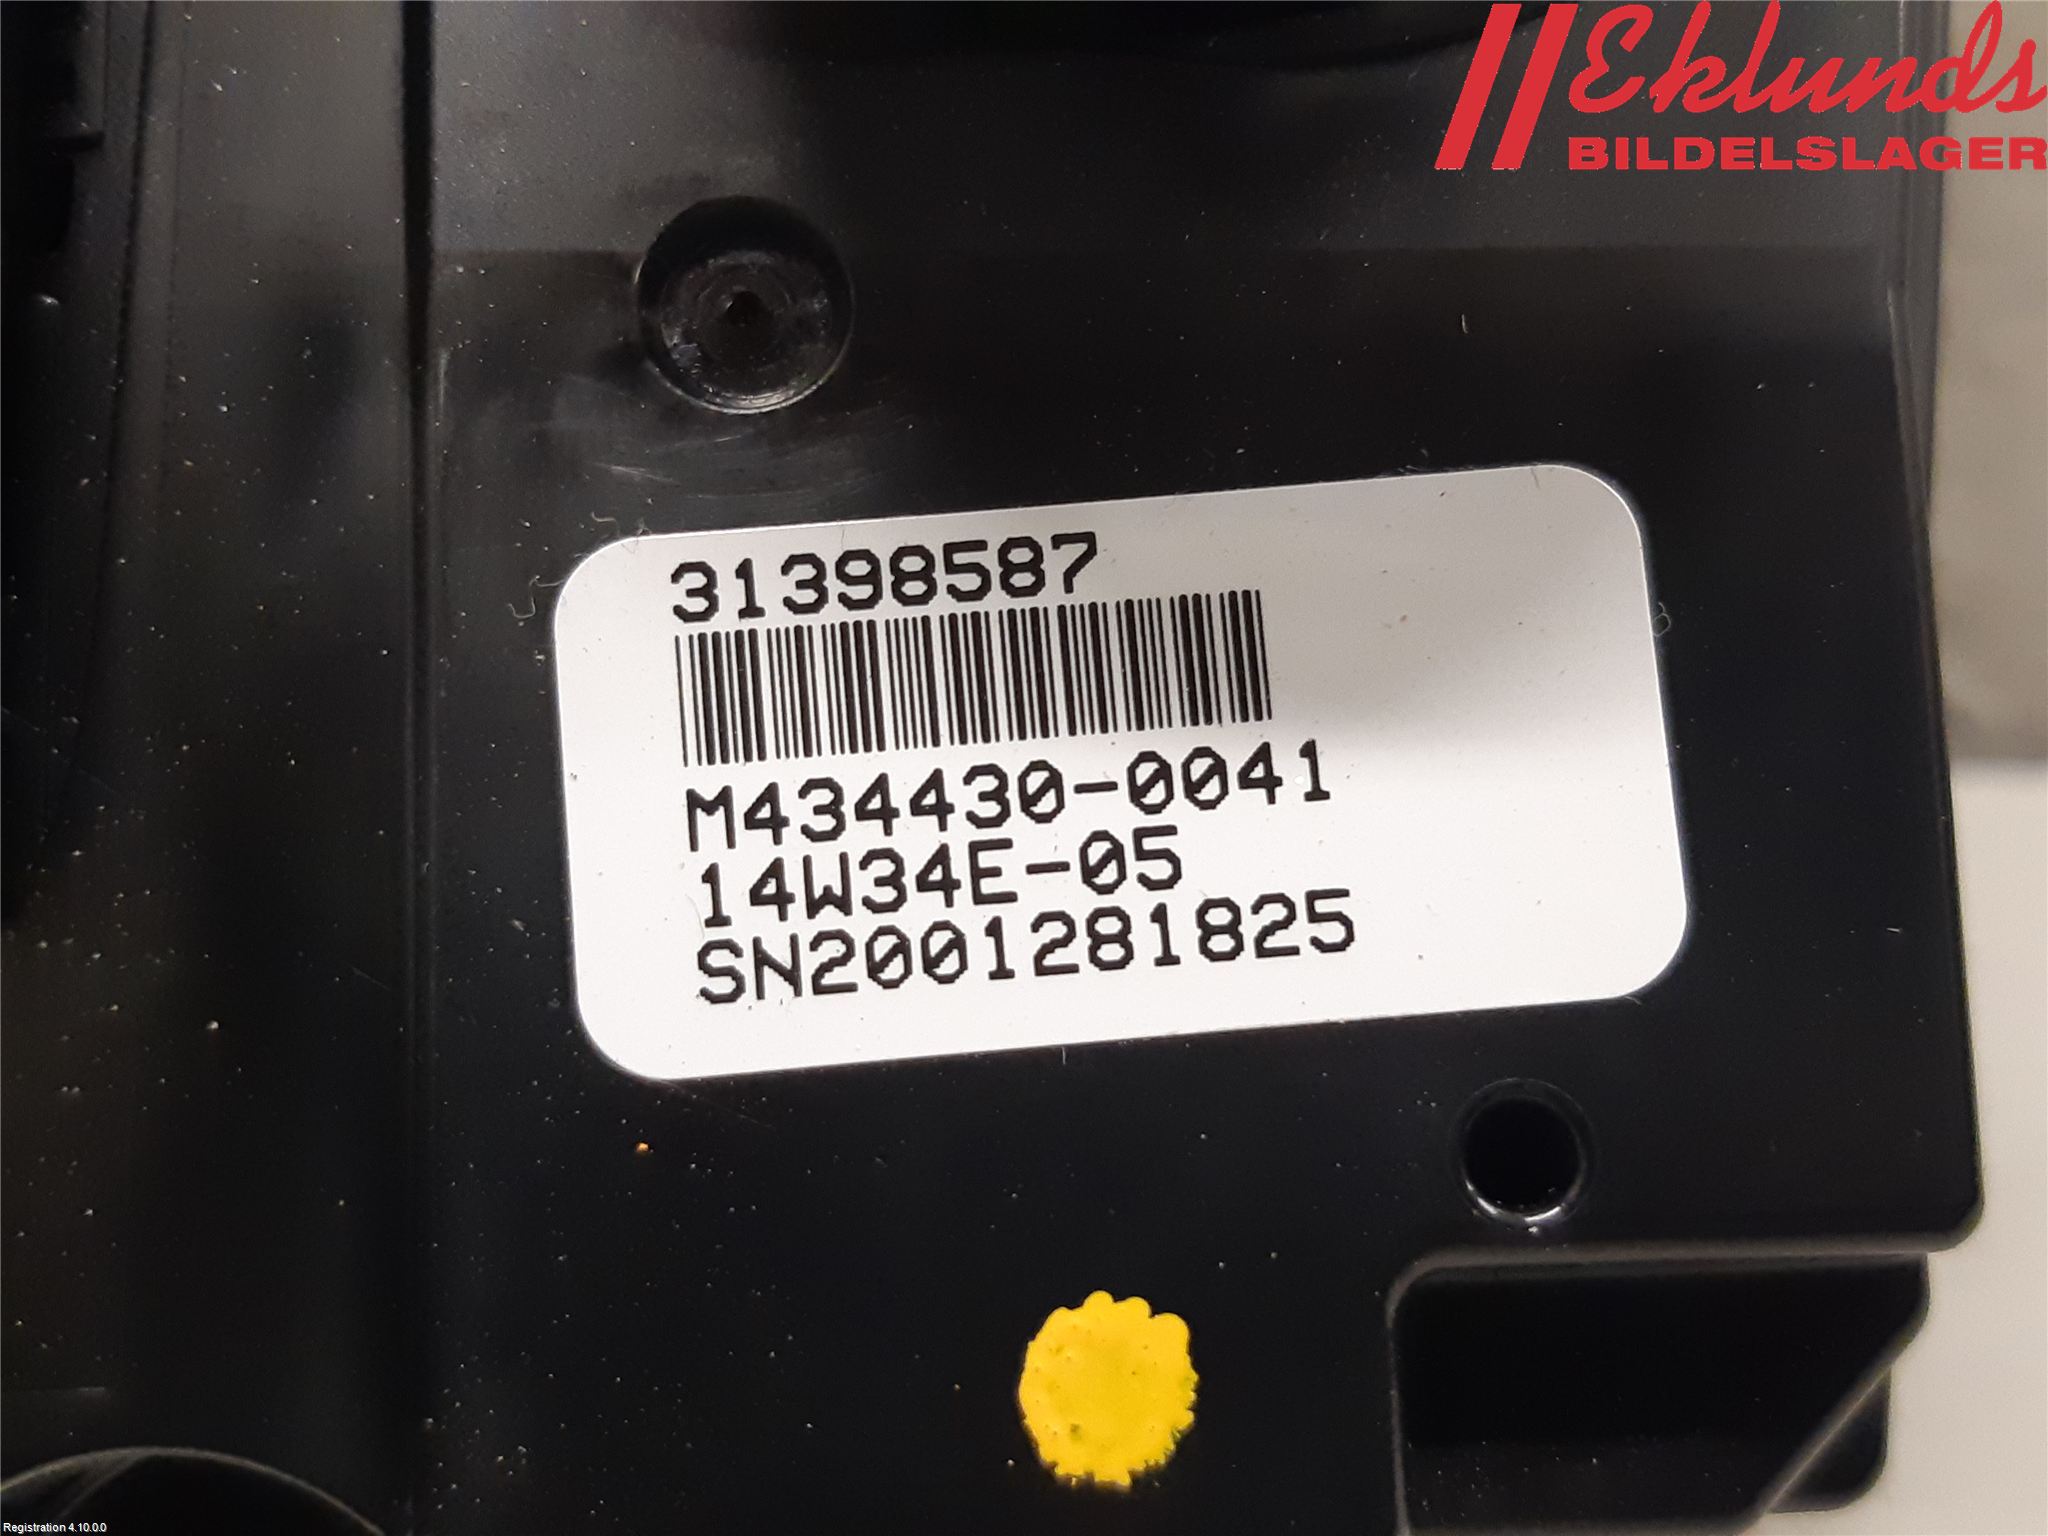 Eklunds
BILDELSLAGER
31398587
M434430-0041
14W34E-05
SN2001281825
Registration 4.10.0.0